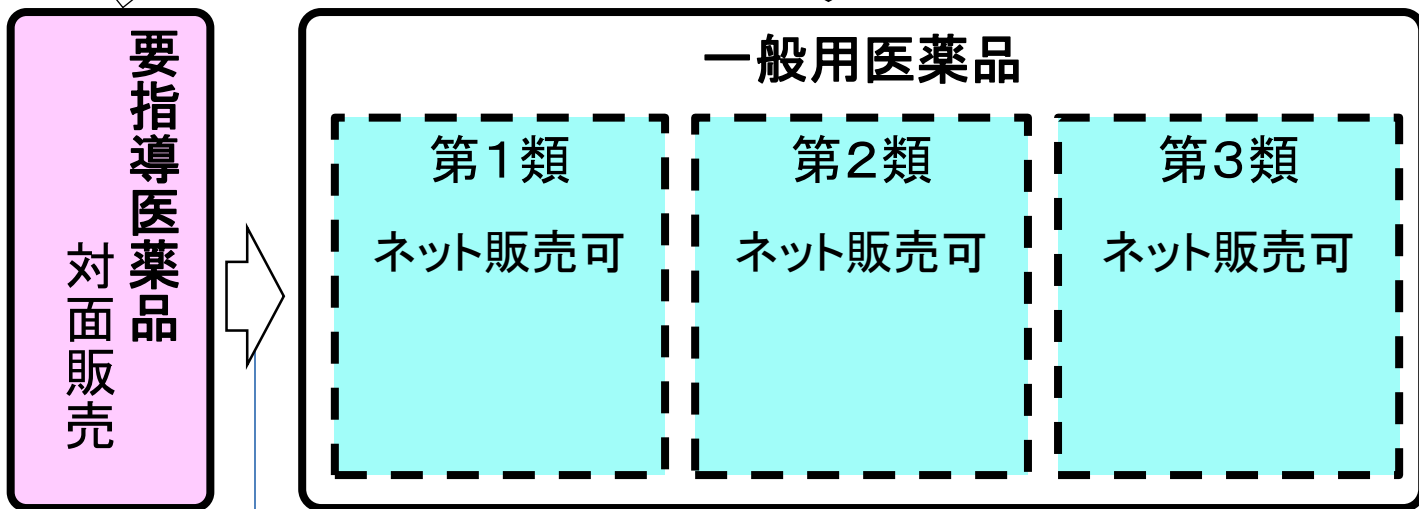 要指導医薬品
対面販売
一般用医薬品
第１類
ネット販売可
第２類
ネット販売可
第３類
ネット販売可